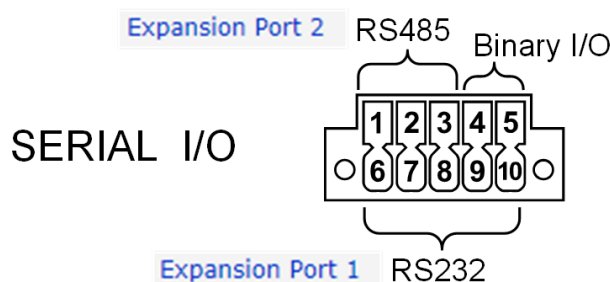 Expansion Port 2 RS485 Binary I/O
1 2 3 4 5
SERIAL I/O
6 7 8 9 10
Expansion Port 1 RS232